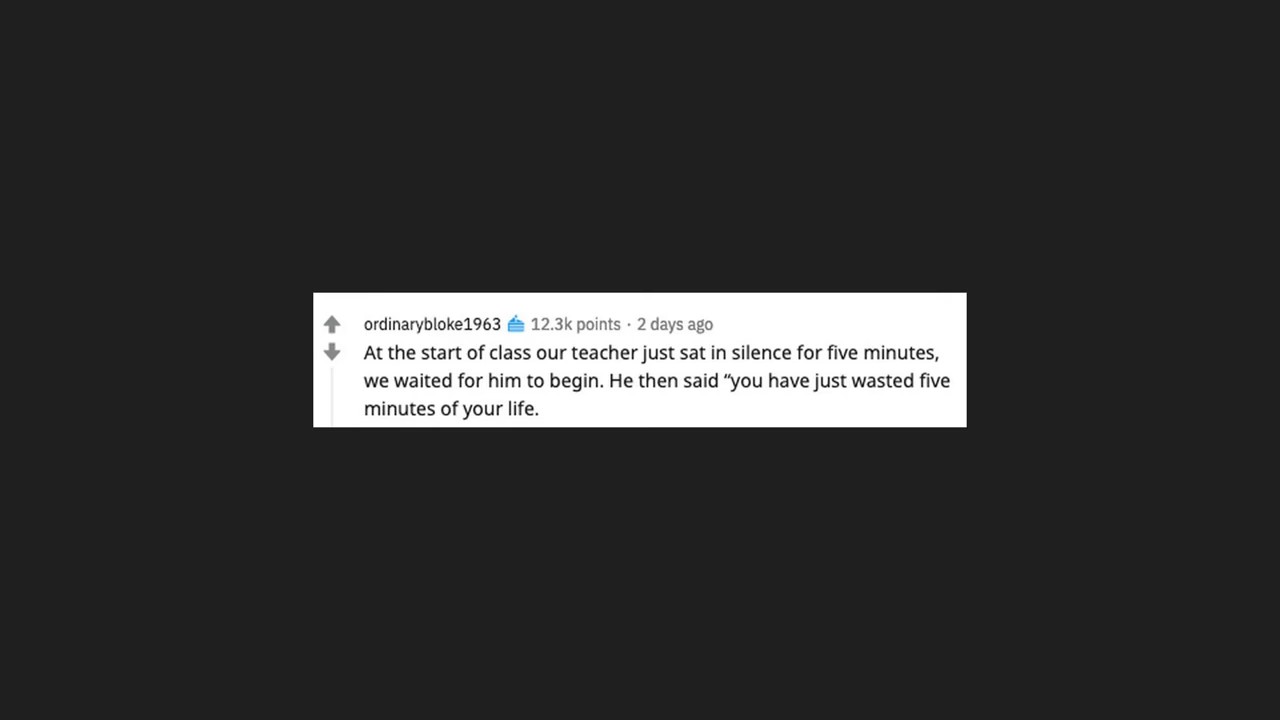 ordinarybloke1963 12.3k points · 2 days ago
At the start of class our teacher just sat in silence for five minutes,
we waited for him to begin. He then said “you have just wasted five
minutes of your life.